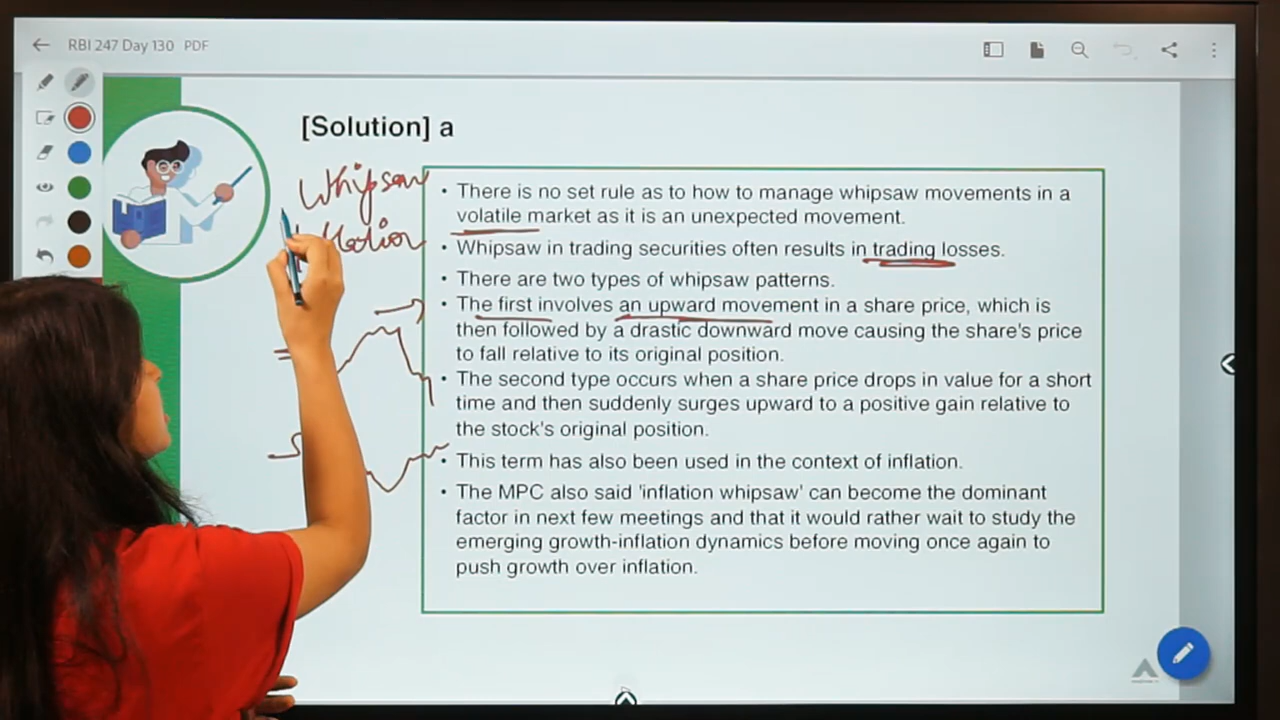 RBI 247 Day 130 PDF
[Solution] a
Whipsaw
• There is no set rule as to how to manage whipsaw movements in a
volatile market as it is an unexpected movement.
• Whipsaw in trading securities often results in trading losses.
• There are two types of whipsaw patterns.
• The first involves an upward movement in a share price, which is
then followed by a drastic downward move causing the share's price
to fall relative to its original position.
• The second type occurs when a share price drops in value for a short
time and then suddenly surges upward to a positive gain relative to
the stock's original position.
• This term has also been used in the context of inflation.
• The MPC also said 'inflation whipsaw' can become the dominant
factor in next few meetings and that it would rather wait to study the
emerging growth-inflation dynamics before moving once again to
push growth over inflation.